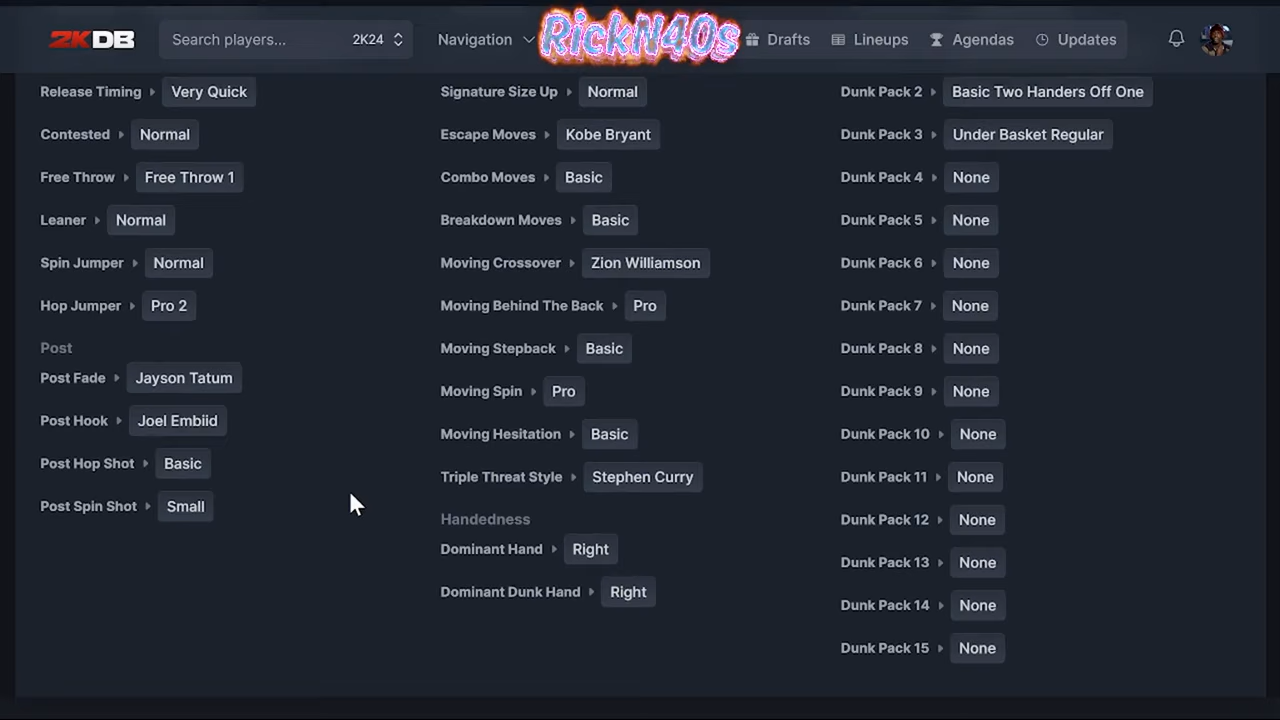 2KDB
Search players...
2K24
Navigation
RickN40s
Drafts
Lineups
Agendas
Updates
Release Timing Very Quick
Contested Normal
Free Throw Free Throw 1
Leaner Normal
Spin Jumper Normal
Hop Jumper Pro 2
Post
Post Fade Jayson Tatum
Post Hook Joel Embiid
Post Hop Shot Basic
Post Spin Shot Small
Signature Size Up Normal
Escape Moves Kobe Bryant
Combo Moves Basic
Breakdown Moves Basic
Moving Crossover Zion Williamson
Moving Behind The Back Pro
Moving Stepback Basic
Moving Spin Pro
Moving Hesitation Basic
Triple Threat Style Stephen Curry
Handedness
Dominant Hand Right
Dominant Dunk Hand Right
Dunk Pack 2 Basic Two Handers Off One
Dunk Pack 3 Under Basket Regular
Dunk Pack 4 None
Dunk Pack 5 None
Dunk Pack 6 None
Dunk Pack 7 None
Dunk Pack 8 None
Dunk Pack 9 None
Dunk Pack 10 None
Dunk Pack 11 None
Dunk Pack 12 None
Dunk Pack 13 None
Dunk Pack 14 None
Dunk Pack 15 None